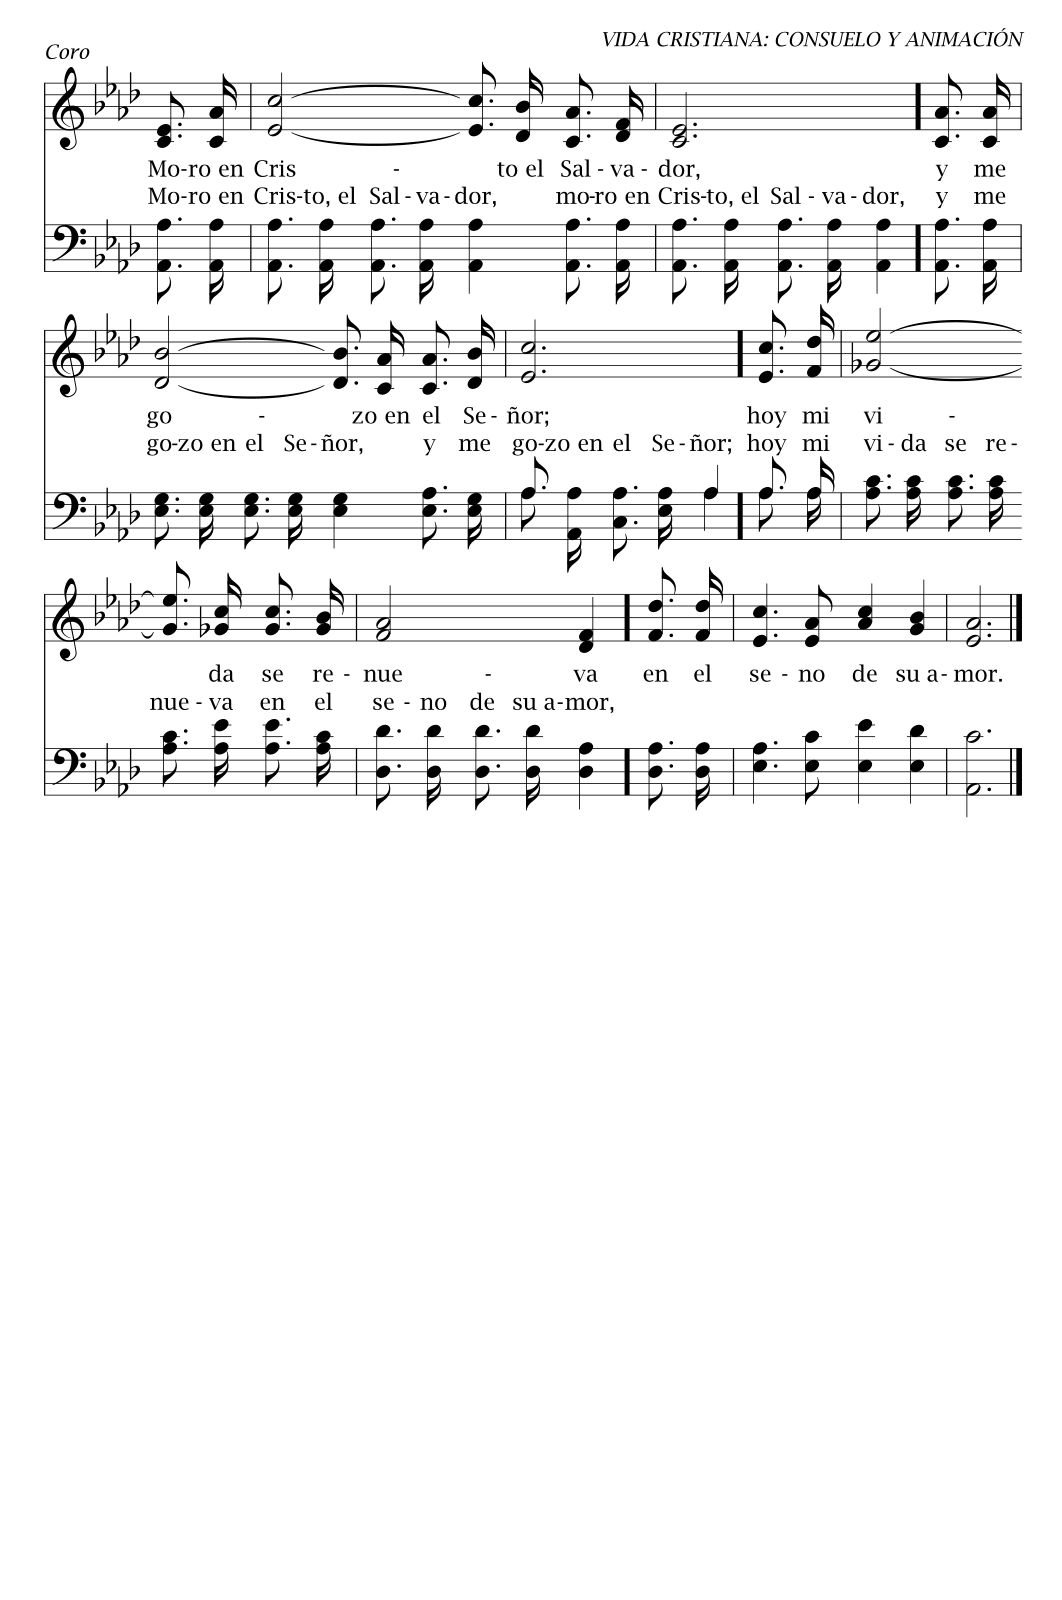 VIDA CRISTIANA: CONSUELO Y ANIMACIÓN
Coro
Mo-ro en Cris - to el Sal - va - dor, y me
Mo-ro en Cris-to, el Sal - va - dor, mo-ro en Cris-to, el Sal - va - dor, y me
go - zo en el Se - ñor; hoy mi vi -
go-zo en el Se - ñor, y me go-zo en el Se - ñor; hoy mi vi - da se re -
da se re - nue - va en el se - no de su a - mor.
nue - va en el se - no de su a-mor,